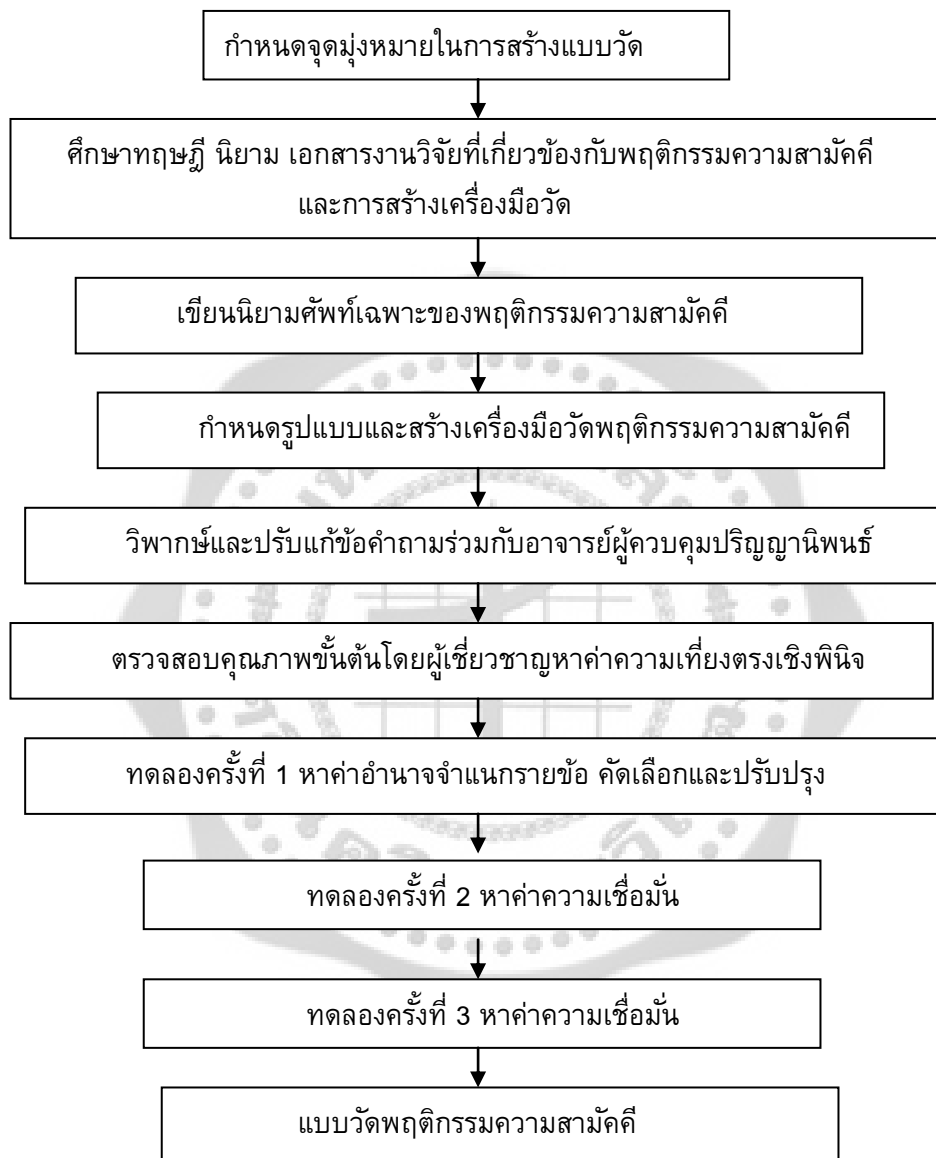 กำหนดจุดมุ่งหมายในการสร้างแบบวัด
ศึกษาทฤษฎี นิยาม เอกสารงานวิจัยที่เกี่ยวข้องกับพฤติกรรมความสามัคคี
และการสร้างเครื่องมือวัด
เขียนนิยามศัพท์เฉพาะของพฤติกรรมความสามัคคี
กำหนดรูปแบบและสร้างเครื่องมือวัดพฤติกรรมความสามัคคี
วิพากษ์และปรับแก้ข้อคำถามร่วมกับอาจารย์ผู้ควบคุมปริญญานิพนธ์
ตรวจสอบคุณภาพขั้นต้นโดยผู้เชี่ยวชาญหาค่าความเที่ยงตรงเชิงพินิจ
ทดลองครั้งที่ 1 หาค่าอำนาจจำแนกรายข้อ คัดเลือกและปรับปรุง
ทดลองครั้งที่ 2 หาค่าความเชื่อมั่น
ทดลองครั้งที่ 3 หาค่าความเชื่อมั่น
แบบวัดพฤติกรรมความสามัคคี